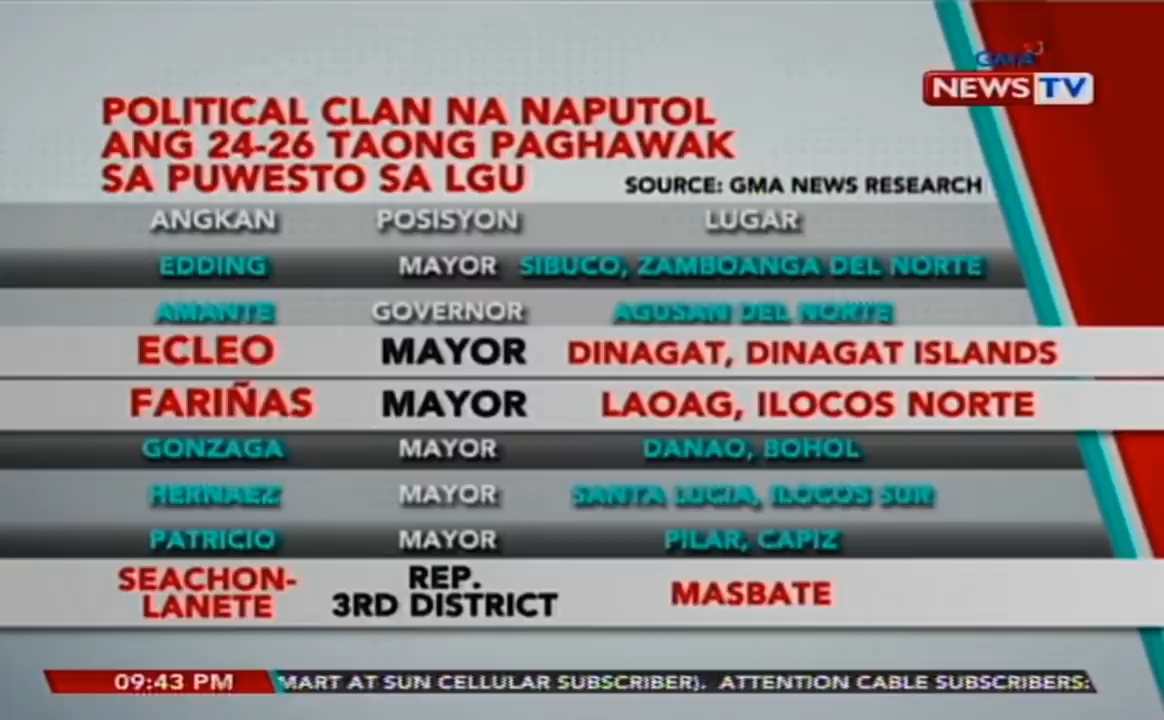 GMA
NEWS TV
POLITICAL CLAN NA NAPUTOL
ANG 24-26 TAONG PAGHAWAK
SA PUWESTO SA LGU
SOURCE: GMA NEWS RESEARCH
ANGKAN POSISYON LUGAR
EDDING MAYOR SIBUCO, ZAMBOANGA DEL NORTE
AMANTE GOVERNOR AGUSAN DEL NORTE
ECLEO MAYOR DINAGAT, DINAGAT ISLANDS
FARIÑAS MAYOR LAOAG, ILOCOS NORTE
GONZAGA MAYOR DANAO, BOHOL
HERNAEZ MAYOR SANTA LUCIA, ILOCOS SUR
PATRICIO MAYOR PILAR, CAPIZ
SEACHON-
LANETE
REP.
3RD DISTRICT
MASBATE
09:43 PM MART AT SUN CELLULAR SUBSCRIBER). ATTENTION CABLE SUBSCRIBERS: